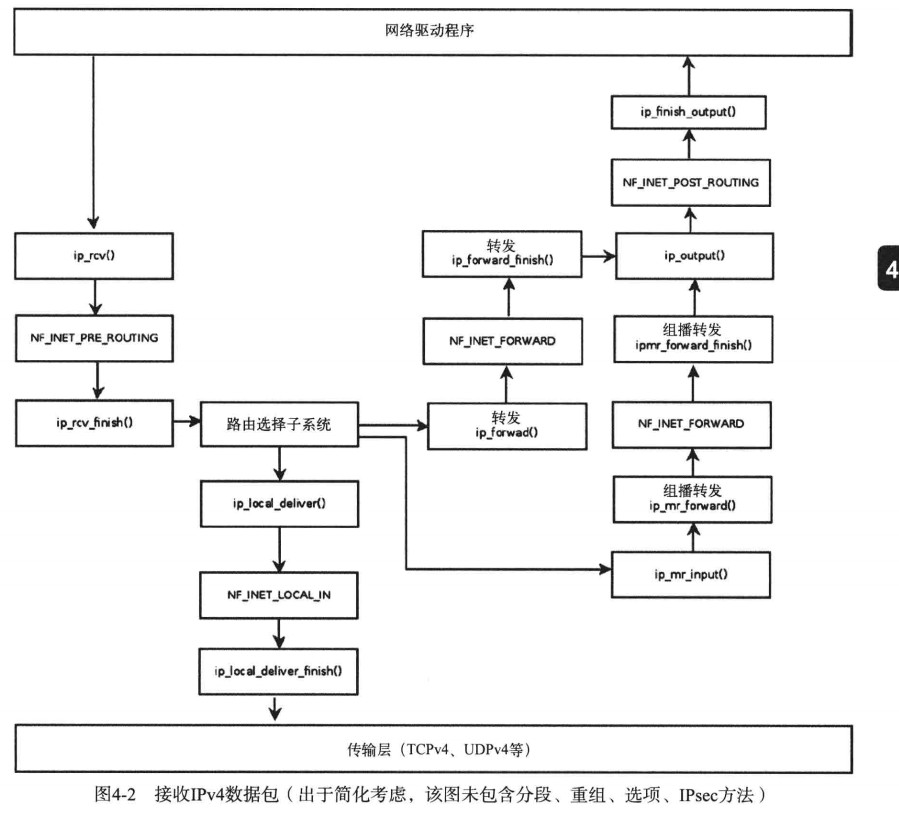 网络驱动程序
ip_finish_output()
NF_INET_POST_ROUTING
ip_rcv()
转发
ip_forward_finish()
ip_output()
NF_INET_PRE_ROUTING
NF_INET_FORWARD
组播转发
ipmr_forward_finish()
ip_rcv_finish()
路由选择子系统
转发
ip_forwad()
NF_INET_FORWARD
ip_local_deliver()
组播转发
ip_mr_forward()
NF_INET_LOCAL_IN
ip_mr_input()
ip_local_deliver_finish()
传输层（TCPv4、UDPv4等）
图4-2 接收IPv4数据包（出于简化考虑，该图未包含分段、重组、选项、IPsec方法）
4